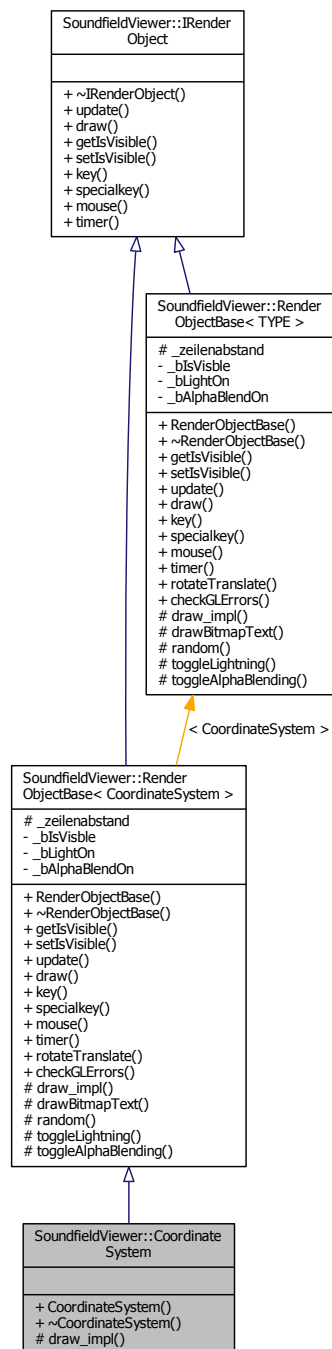 SoundfieldViewer::IRender
Object
+ ~IRenderObject()
+ update()
+ draw()
+ getIsVisible()
+ setIsVisible()
+ key()
+ specialkey()
+ mouse()
+ timer()
SoundfieldViewer::Render
ObjectBase< TYPE >
# _zeilenabstand
- _bIsVisble
- _bLightOn
- _bAlphaBlendOn
+ RenderObjectBase()
+ ~RenderObjectBase()
+ getIsVisible()
+ setIsVisible()
+ update()
+ draw()
+ key()
+ specialkey()
+ mouse()
+ timer()
+ rotateTranslate()
+ checkGLErrors()
# draw_impl()
# drawBitmapText()
# random()
# toggleLightning()
# toggleAlphaBlending()
< CoordinateSystem >
SoundfieldViewer::Render
ObjectBase< CoordinateSystem >
# _zeilenabstand
- _bIsVisble
- _bLightOn
- _bAlphaBlendOn
+ RenderObjectBase()
+ ~RenderObjectBase()
+ getIsVisible()
+ setIsVisible()
+ update()
+ draw()
+ key()
+ specialkey()
+ mouse()
+ timer()
+ rotateTranslate()
+ checkGLErrors()
# draw_impl()
# drawBitmapText()
# random()
# toggleLightning()
# toggleAlphaBlending()
SoundfieldViewer::Coordinate
System
+ CoordinateSystem()
+ ~CoordinateSystem()
# draw_impl()